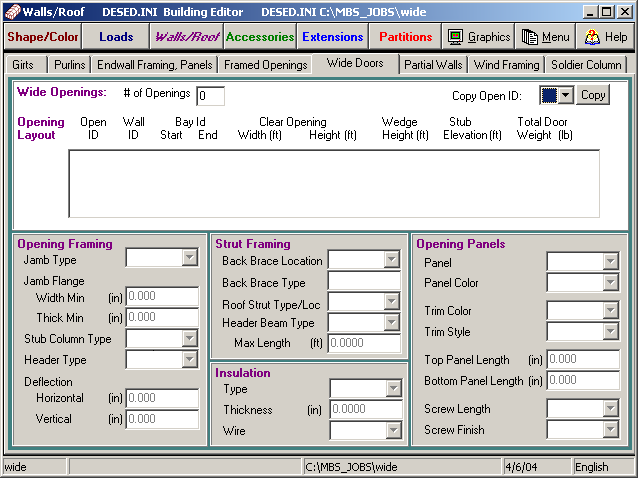 Walls/Roof DESED.INI Building Editor DESED.INI C:\MBS_JOBS\wide
Shape/Color Loads Walls/Roof Accessories Extensions Partitions Graphics Menu Help
Girts Purlins Endwall Framing, Panels Framed Openings Wide Doors Partial Walls Wind Framing Soldier Column
Wide Openings: # of Openings 0 Copy Open ID: Copy
Opening Open Wall Bay Id Clear Opening Wedge Stub Total Door
Layout ID ID Start End Width (ft) Height (ft) Height (ft) Elevation (ft) Weight (lb)
Opening Framing
Jamb Type
Jamb Flange
Width Min (in) 0.000
Thick Min (in) 0.000
Stub Column Type
Header Type
Deflection
Horizontal (in) 0.000
Vertical (in) 0.000
Strut Framing
Back Brace Location
Back Brace Type
Roof Strut Type/Loc
Header Beam Type
Max Length (ft) 0.0000
Insulation
Type
Thickness (in) 0.0000
Wire
Opening Panels
Panel
Panel Color
Trim Color
Trim Style
Top Panel Length (in) 0.000
Bottom Panel Length (in) 0.000
Screw Length
Screw Finish
wide C:\MBS_JOBS\wide 4/6/04 English